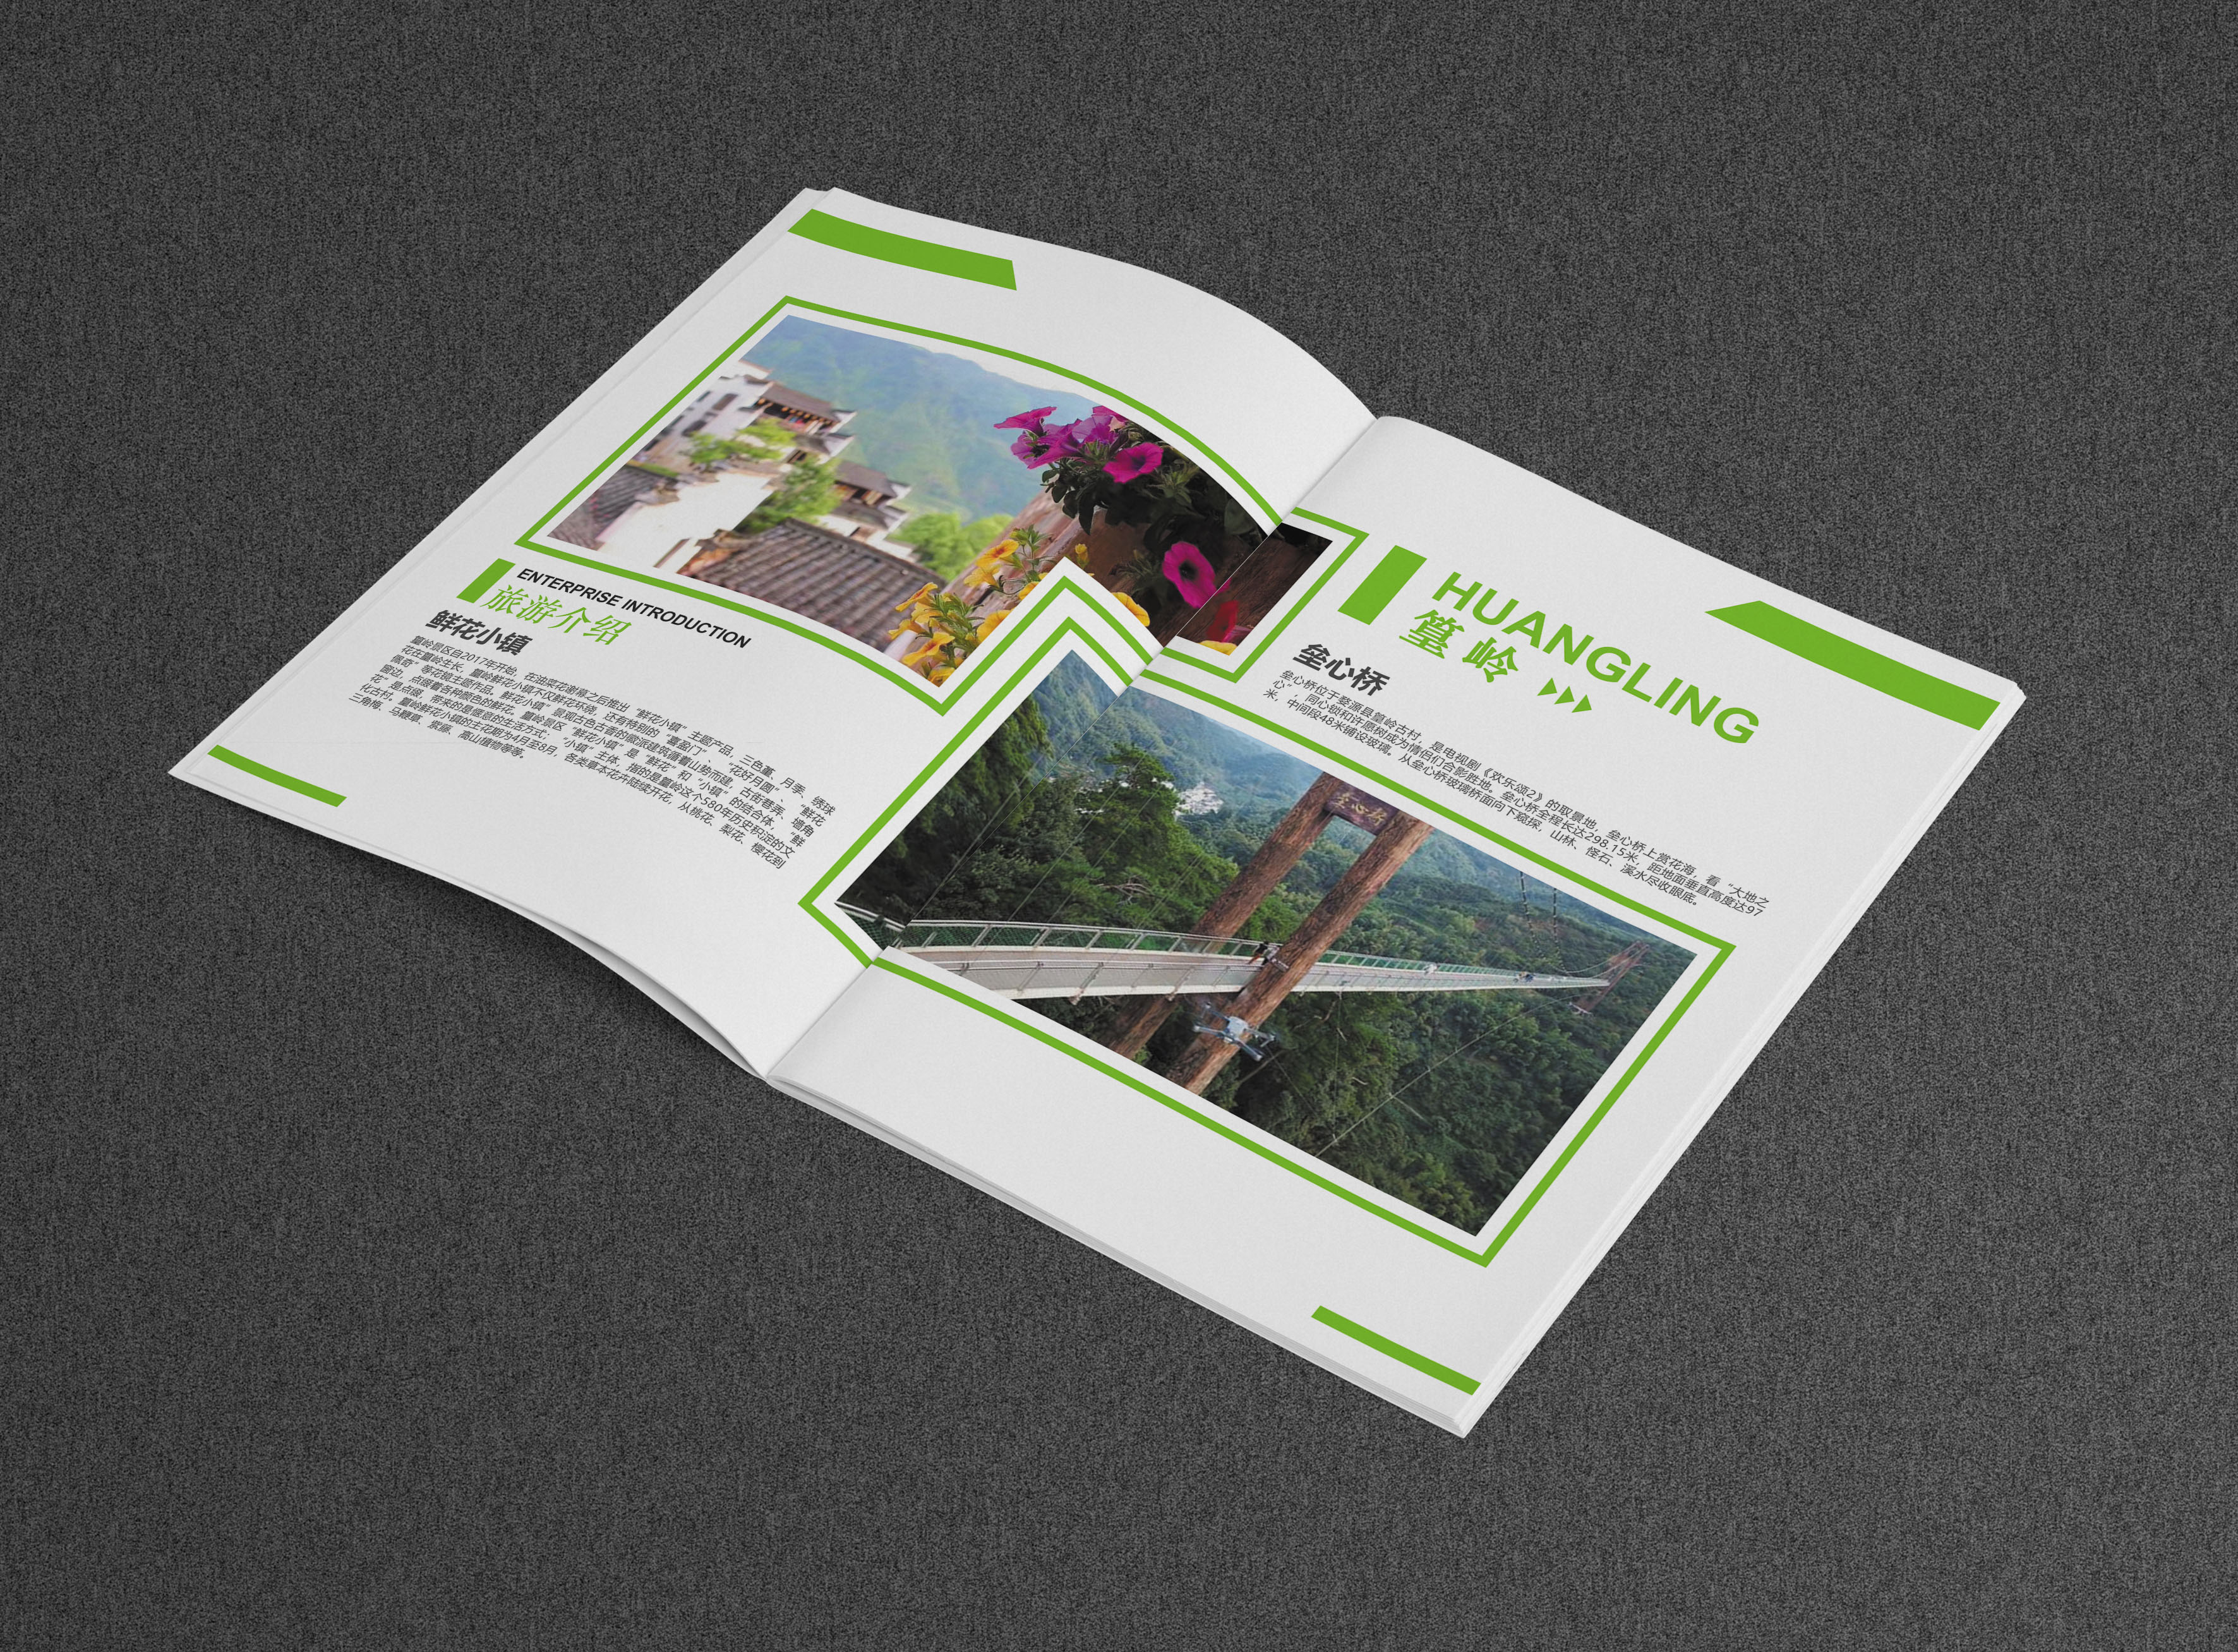 ENTERPRISE INTRODUCTION
旅游介绍
鲜花小镇
篁岭景区自2017年开始，在油菜花谢幕之后推出“鲜花小镇”主题产品，三色堇、月季、绣球
花在篁岭生长，篁岭鲜花小镇不仅鲜花环绕，还有特别的“喜盈门”、“花好月圆”、“鲜花
薇奇”等花境主题作品。鲜花小镇”景观古色古香的徽派建筑循着山势而建，古街巷弄、墙角
窗边，点缀着各种颜色的鲜花。篁岭景区“鲜花小镇”是“鲜花”和“小镇”的结合体，“鲜
花”是点缀，带来的是惬意的生活方式；“小镇”主体，指的是篁岭这个580年历史积淀的文
化古村。篁岭鲜花小镇的主花期为4月至8月，各类草本花卉陆续开花，从桃花、梨花、樱花到
三角梅、马鞭草、紫藤、高山植物等等。
HUANGLING
篁岭
垒心桥
垒心桥位于婺源县篁岭古村，是电视剧《欢乐颂2》的取景地，垒心桥上赏花海，看“大地之
心”，同心锁和许愿树成为情侣们合影胜地。垒心桥全程长达298.15米，距地面垂直高度达97
米，中间段48米铺设玻璃。从垒心桥玻璃桥面向下窥探，山林、怪石、溪水尽收眼底。
垒心桥